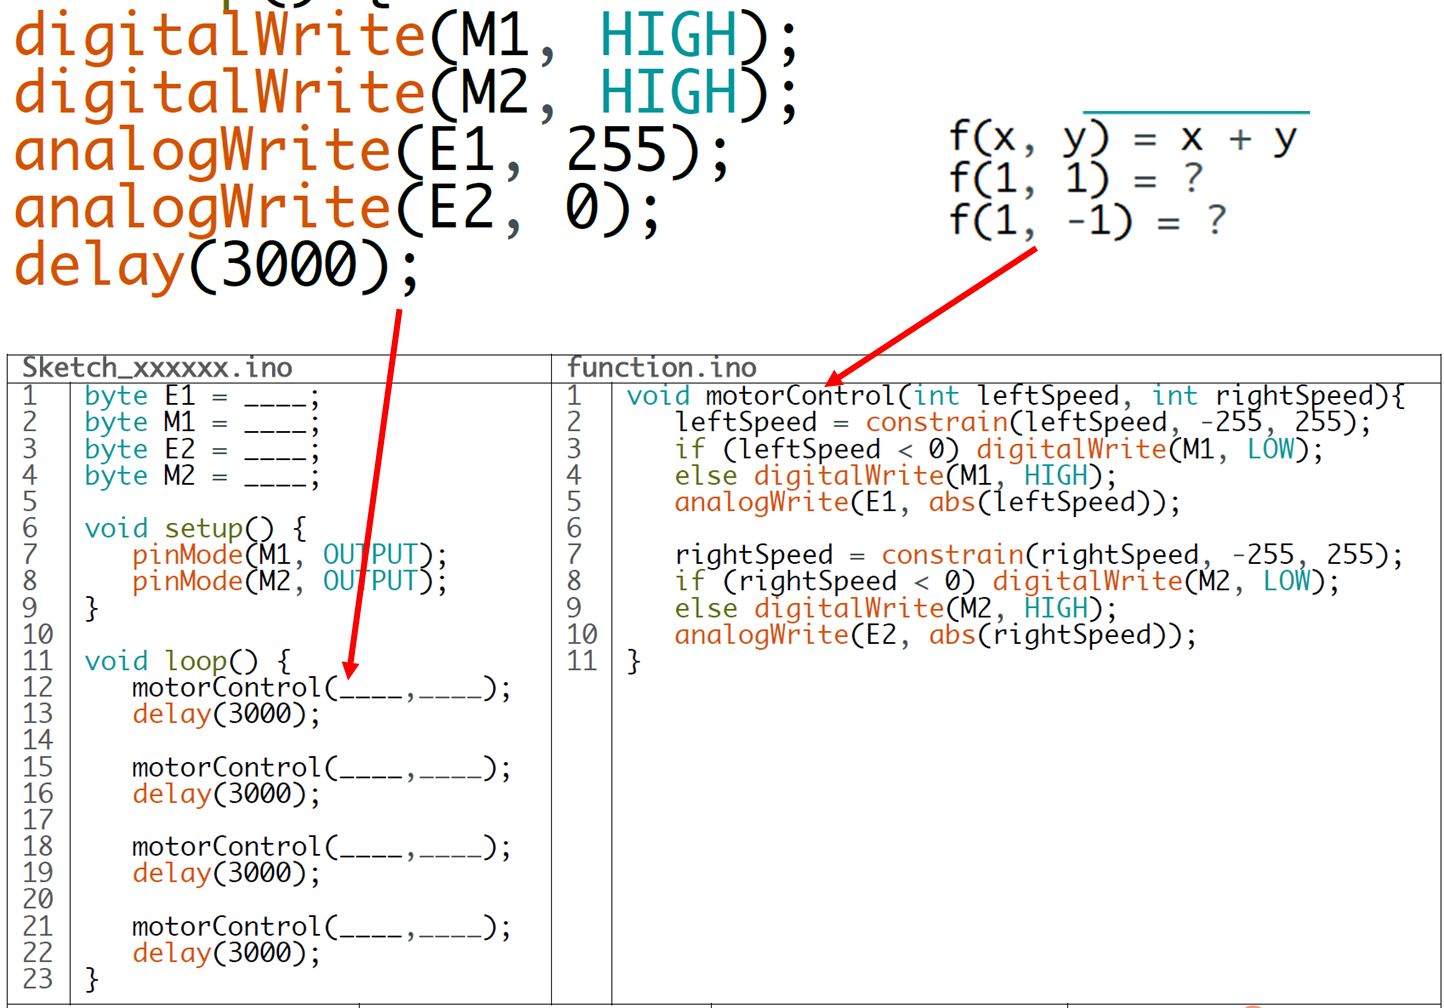 digitalWrite(M1, HIGH);
digitalWrite(M2, HIGH);
analogWrite(E1, 255);
analogWrite(E2, 0);
delay(3000);
f(x, y) = x + y
f(1, 1) = ?
f(1, -1) = ?
Sketch_xxxxxx.ino
1 byte E1 = ____;
2 byte M1 = ____;
3 byte E2 = ____;
4 byte M2 = ____;
5
6 void setup() {
7 pinMode(M1, OUTPUT);
8 pinMode(M2, OUTPUT);
9 }
10
11 void loop() {
12 motorControl(____,____);
13 delay(3000);
14
15 motorControl(____,____);
16 delay(3000);
17
18 motorControl(____,____);
19 delay(3000);
20
21 motorControl(____,____);
22 delay(3000);
23 }
function.ino
1 void motorControl(int leftSpeed, int rightSpeed){
2 leftSpeed = constrain(leftSpeed, -255, 255);
3 if (leftSpeed < 0) digitalWrite(M1, LOW);
4 else digitalWrite(M1, HIGH);
5 analogWrite(E1, abs(leftSpeed));
6
7 rightSpeed = constrain(rightSpeed, -255, 255);
8 if (rightSpeed < 0) digitalWrite(M2, LOW);
9 else digitalWrite(M2, HIGH);
10 analogWrite(E2, abs(rightSpeed));
11 }